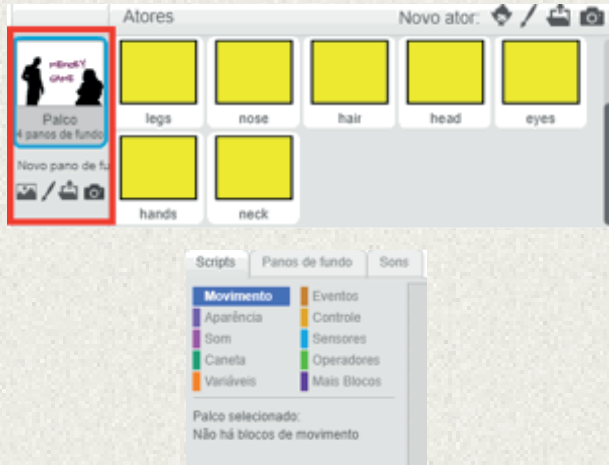 Atores Novo ator:
MEMORY
GAME
Palco
4 panos de fundo
Novo pano de fu
legs nose hair head eyes
hands neck
Scripts Panos de fundo Sons
Movimento Eventos
Aparência Controle
Som Sensores
Caneta Operadores
Variáveis Mais Blocos
Palco selecionado:
Não há blocos de movimento